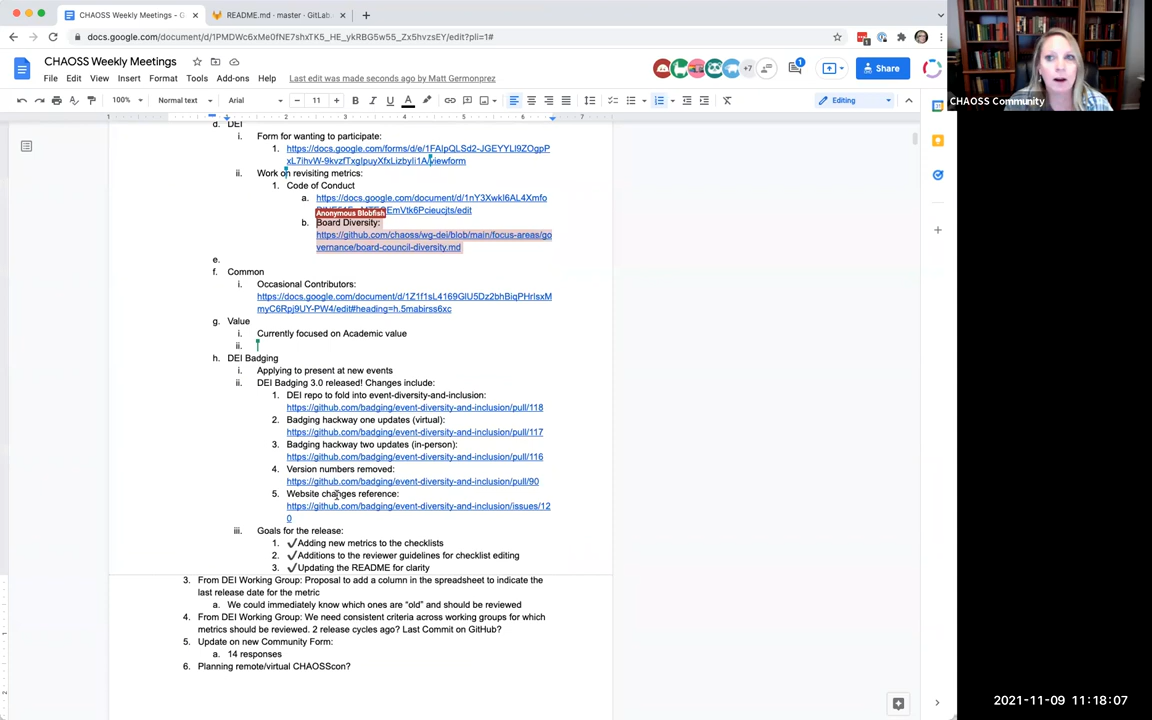 CHAOSS Weekly Meetings - G
README.md · master · GitLab
docs.google.com/document/d/1PMDWc6xMe0fNE7shxTK5_HE_ykRBG5w55_Zx5hvzsEY/edit?pli=1#
CHAOSS Weekly Meetings
File Edit View Insert Format Tools Add-ons Help Last edit was made seconds ago by Matt Germonprez
+7
1
Share
CHAOSS Community
100% Normal text Arial 11 Editing
1 1 2 3 4 5 6 7
d. DEI
i. Form for wanting to participate:
1. https://docs.google.com/forms/d/e/1FAIpQLSd2-JGEYYLl9ZOgpP
xL7ihvW-9kvzfTxglpuyXfxLizbyIi1A/viewform
ii. Work on revisiting metrics:
1. Code of Conduct
a. https://docs.google.com/document/d/1nY3XwkI6AL4Xmfo
EmVtk6Pcieucjts/edit
Anonymous Blobfish
b. Board Diversity:
https://github.com/chaoss/wg-dei/blob/main/focus-areas/go
vernance/board-council-diversity.md
e.
f. Common
i. Occasional Contributors:
https://docs.google.com/document/d/1Z1f1sL4169GlU5Dz2bhBiqPHrlsxM
myC6Rpj9UY-PW4/edit#heading=h.5mabirss6xc
g. Value
i. Currently focused on Academic value
ii.
h. DEI Badging
i. Applying to present at new events
ii. DEI Badging 3.0 released! Changes include:
1. DEI repo to fold into event-diversity-and-inclusion:
https://github.com/badging/event-diversity-and-inclusion/pull/118
2. Badging hackway one updates (virtual):
https://github.com/badging/event-diversity-and-inclusion/pull/117
3. Badging hackway two updates (in-person):
https://github.com/badging/event-diversity-and-inclusion/pull/116
4. Version numbers removed:
https://github.com/badging/event-diversity-and-inclusion/pull/90
5. Website changes reference:
https://github.com/badging/event-diversity-and-inclusion/issues/12
0
iii. Goals for the release:
1. ✓Adding new metrics to the checklists
2. ✓Additions to the reviewer guidelines for checklist editing
3. ✓Updating the README for clarity
3. From DEI Working Group: Proposal to add a column in the spreadsheet to indicate the
last release date for the metric
a. We could immediately know which ones are “old” and should be reviewed
4. From DEI Working Group: We need consistent criteria across working groups for which
metrics should be reviewed. 2 release cycles ago? Last Commit on GitHub?
5. Update on new Community Form:
a. 14 responses
6. Planning remote/virtual CHAOSScon?
2021-11-09 11:18:07